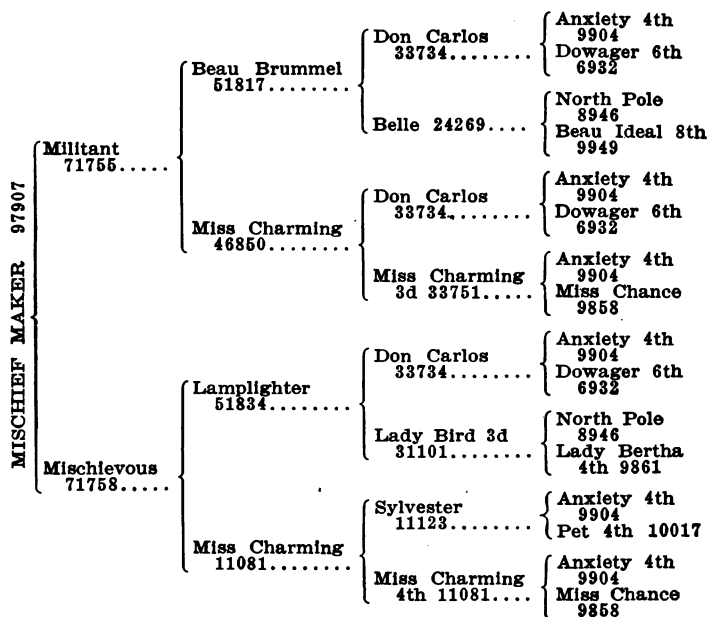 MISCHIEF MAKER 97907
Militant
71755.....
Mischievous
71758.....
Beau Brummel
51817........
Miss Charming
46850........
Lamplighter
51834........
Miss Charming
11081........
Don Carlos
33734........
Belle 24269....
Don Carlos
33734........
Miss Charming
3d 33751.....
Don Carlos
33734........
Lady Bird 3d
31101........
Sylvester
11123........
Miss Charming
4th 11081....
Anxiety 4th
9904
Dowager 6th
6932
North Pole
8946
Beau Ideal 8th
9949
Anxiety 4th
9904
Dowager 6th
6932
Anxiety 4th
9904
Miss Chance
9858
Anxiety 4th
9904
Dowager 6th
6932
North Pole
8946
Lady Bertha
4th 9861
Anxiety 4th
9904
Pet 4th 10017
Anxiety 4th
9904
Miss Chance
9858